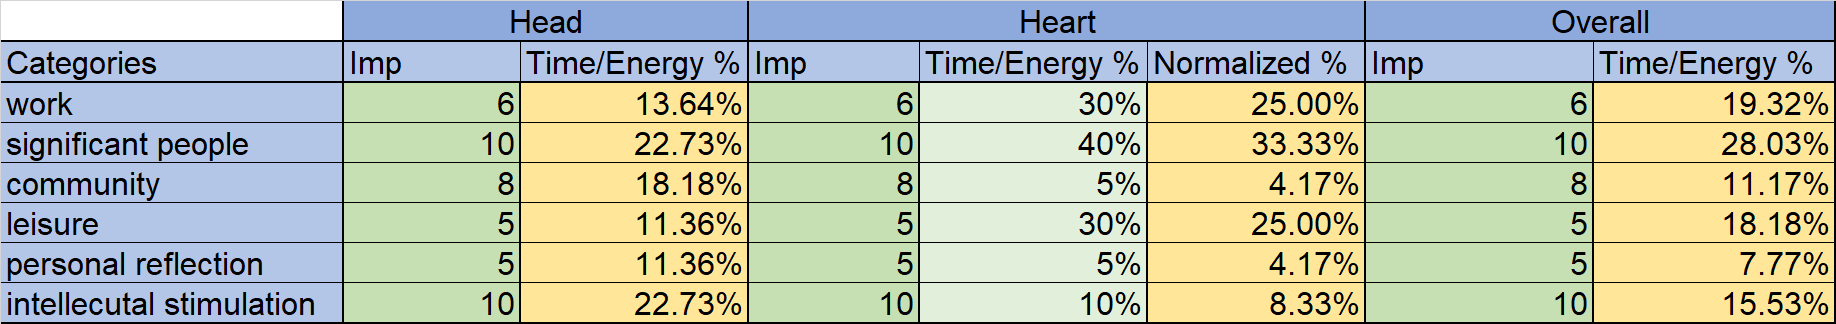 Head Heart Overall
Categories Imp Time/Energy % Imp Time/Energy % Normalized % Imp Time/Energy %
work 6 13.64% 6 30% 25.00% 6 19.32%
significant people 10 22.73% 10 40% 33.33% 10 28.03%
community 8 18.18% 8 5% 4.17% 8 11.17%
leisure 5 11.36% 5 30% 25.00% 5 18.18%
personal reflection 5 11.36% 5 5% 4.17% 5 7.77%
intellecutal stimulation 10 22.73% 10 10% 8.33% 10 15.53%